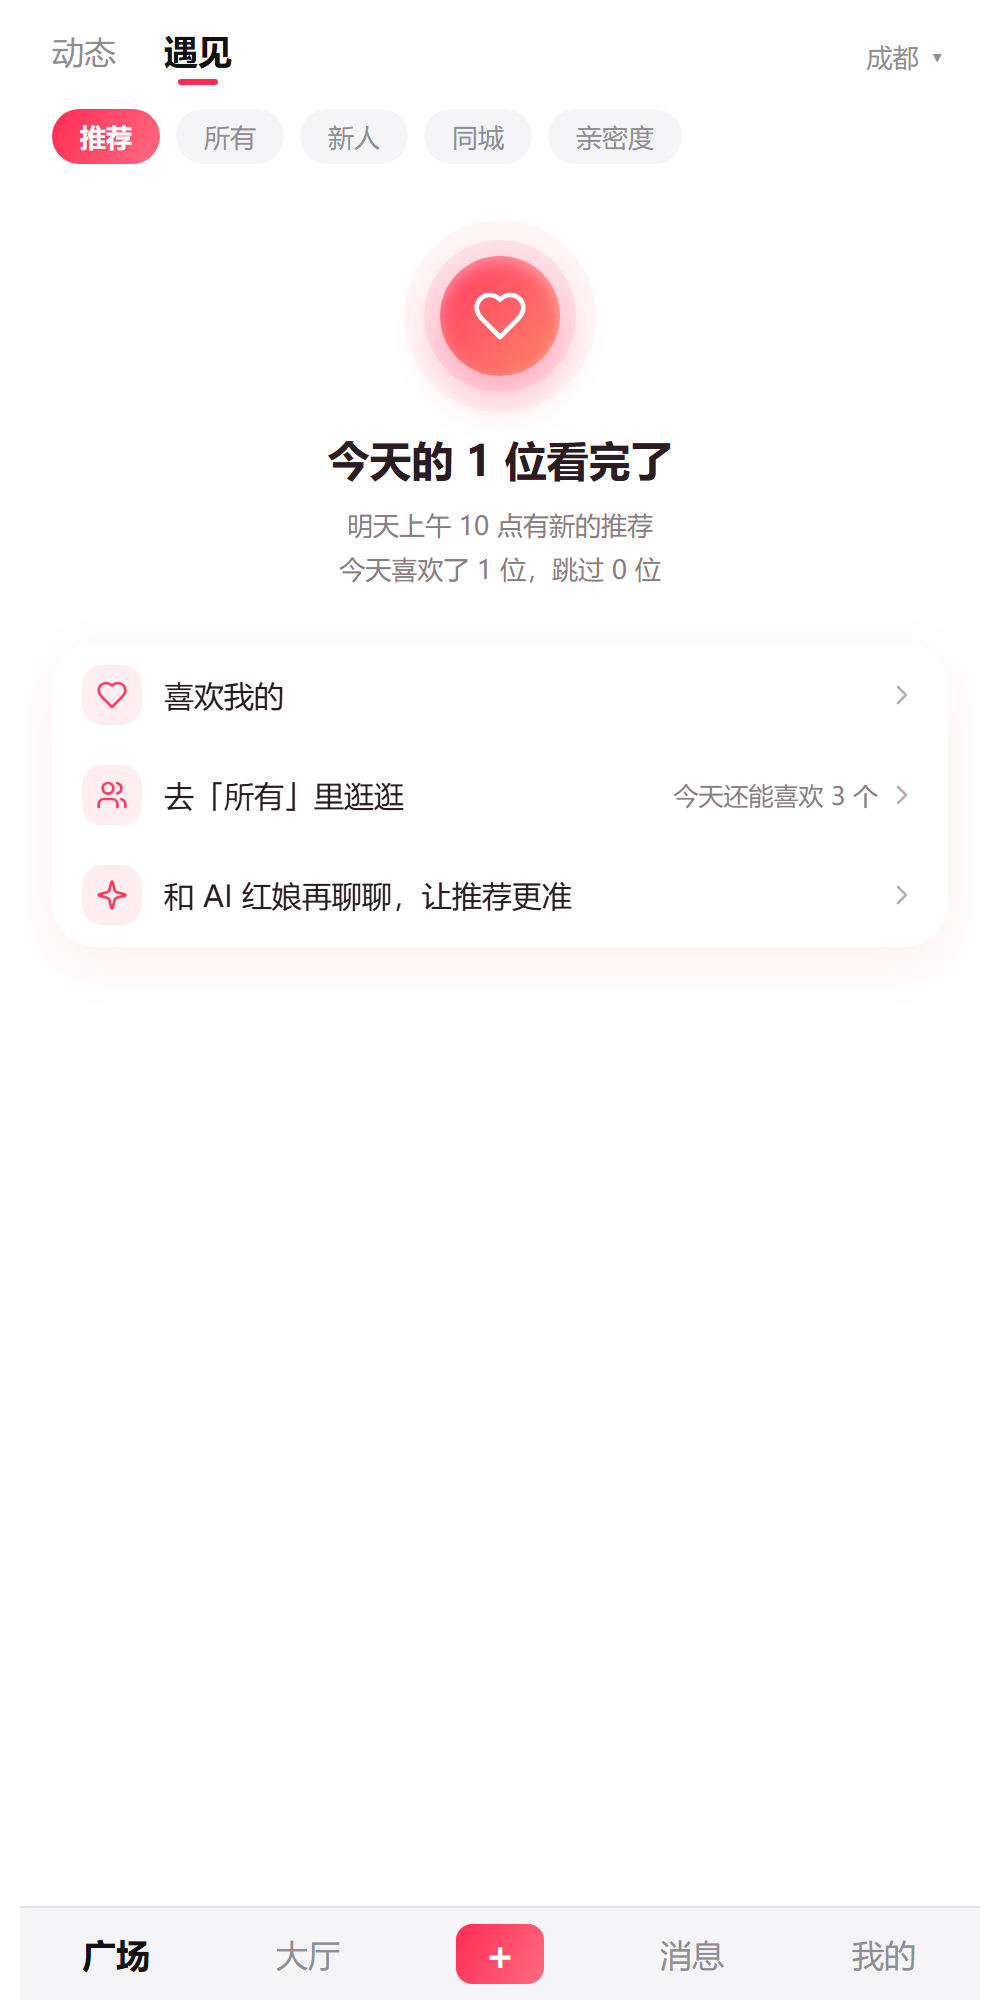 动态 遇见 成都 ▼
推荐 所有 新人 同城 亲密度
今天的 1 位看完了
明天上午 10 点有新的推荐
今天喜欢了 1 位，跳过 0 位
喜欢我的
去「所有」里逛逛 今天还能喜欢 3 个
和 AI 红娘再聊聊，让推荐更准
广场 大厅 + 消息 我的